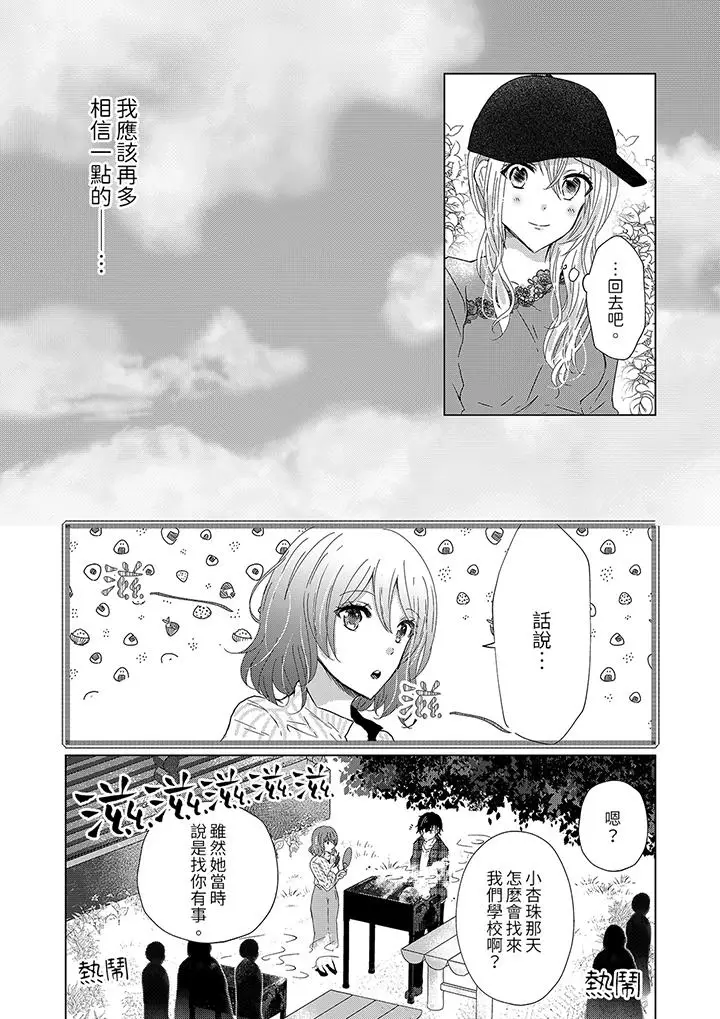 …回去吧。
我應該再多
相信一點的
——…
話說…
滋
滋
嗯？
小杏珠那天
怎麼會找來
我們學校啊？
雖然她當時
說是找你有事。
滋滋滋滋滋
熱鬧
熱鬧